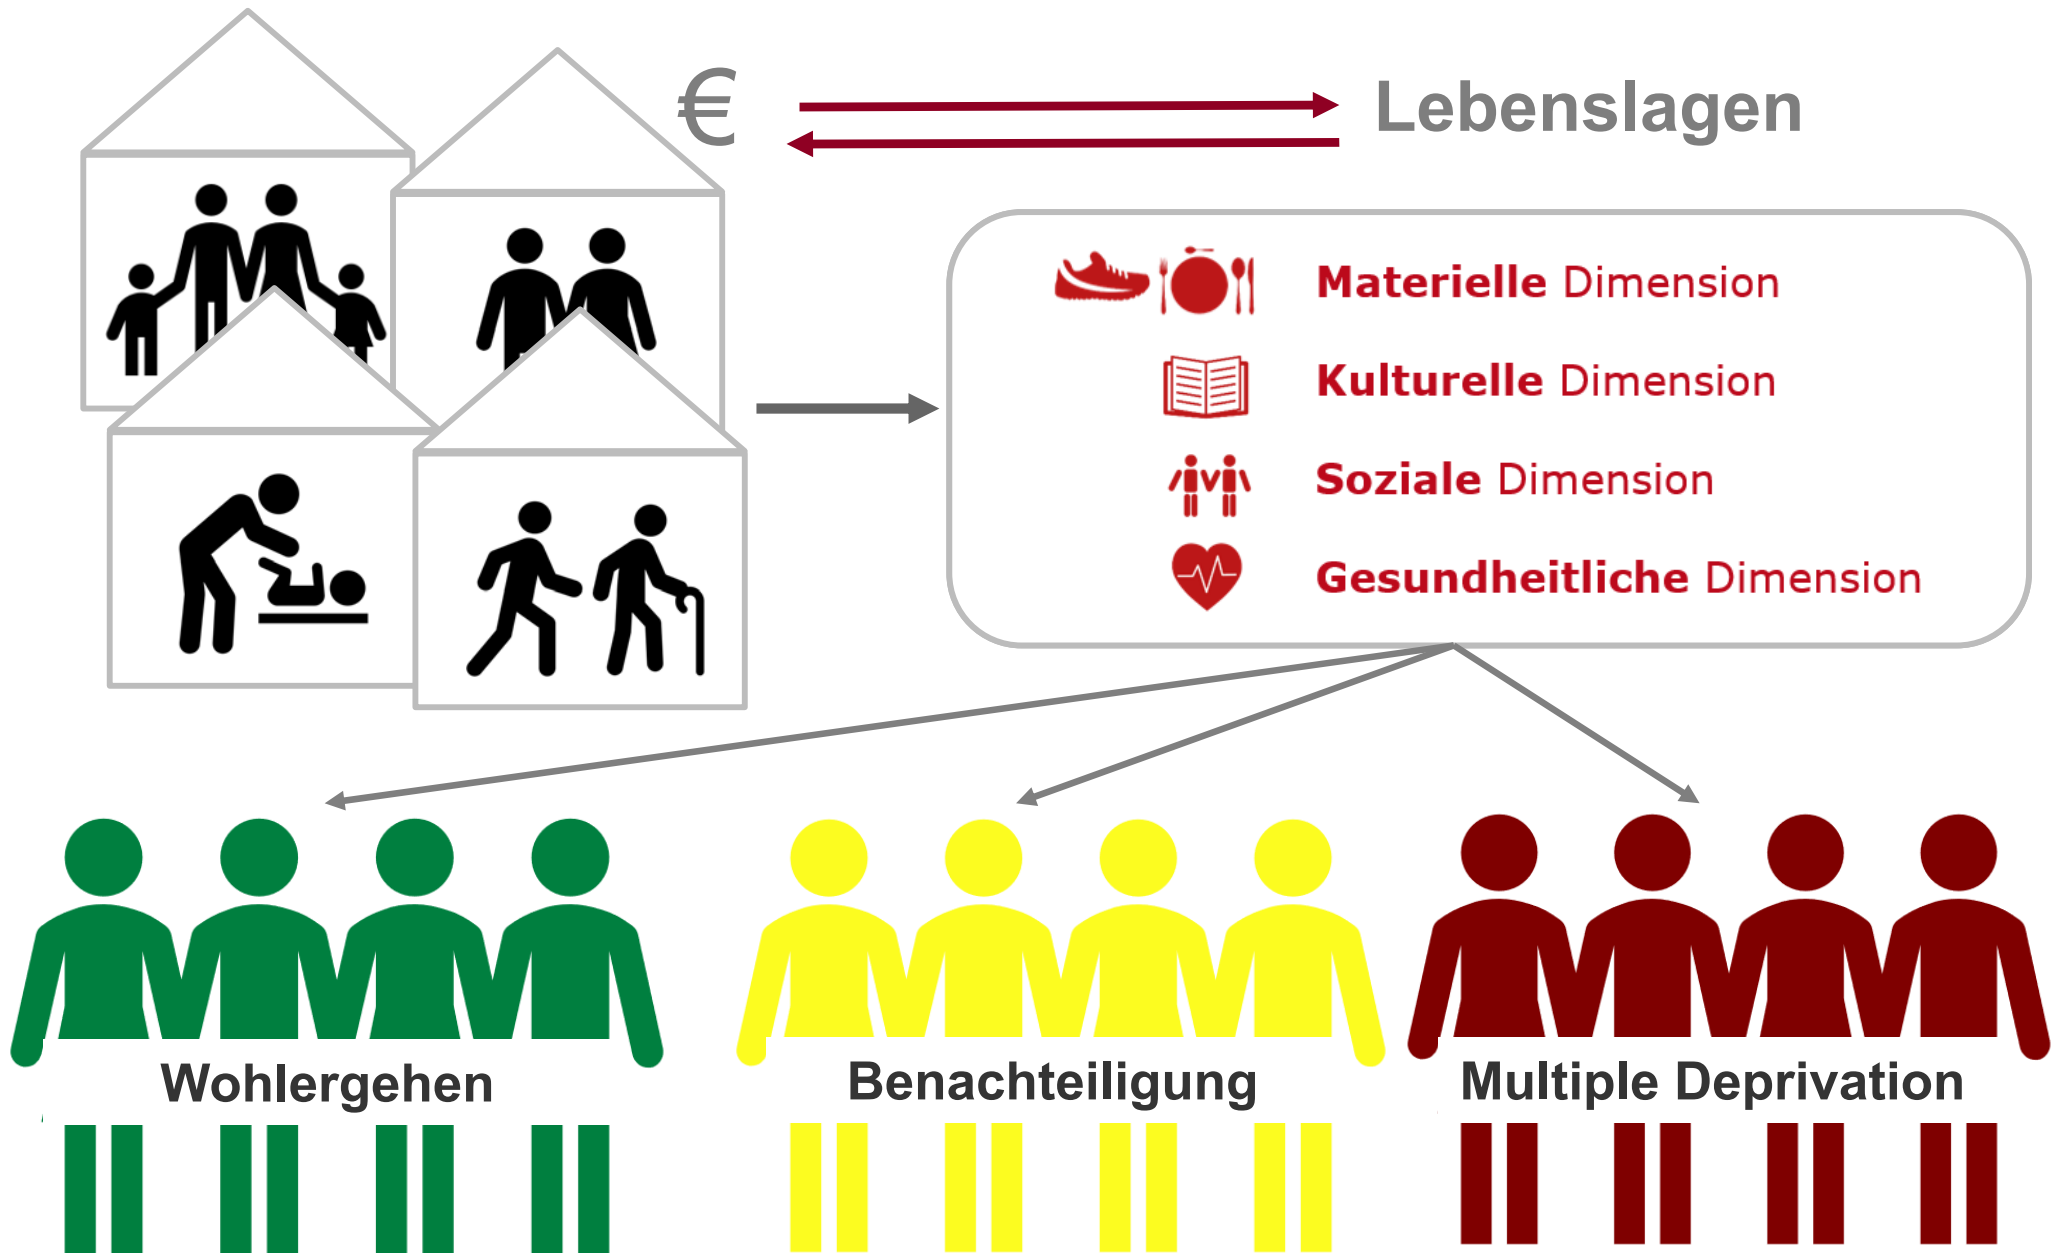 €
Lebenslagen
Materielle Dimension
Kulturelle Dimension
Soziale Dimension
Gesundheitliche Dimension
Wohlergehen
Benachteiligung
Multiple Deprivation